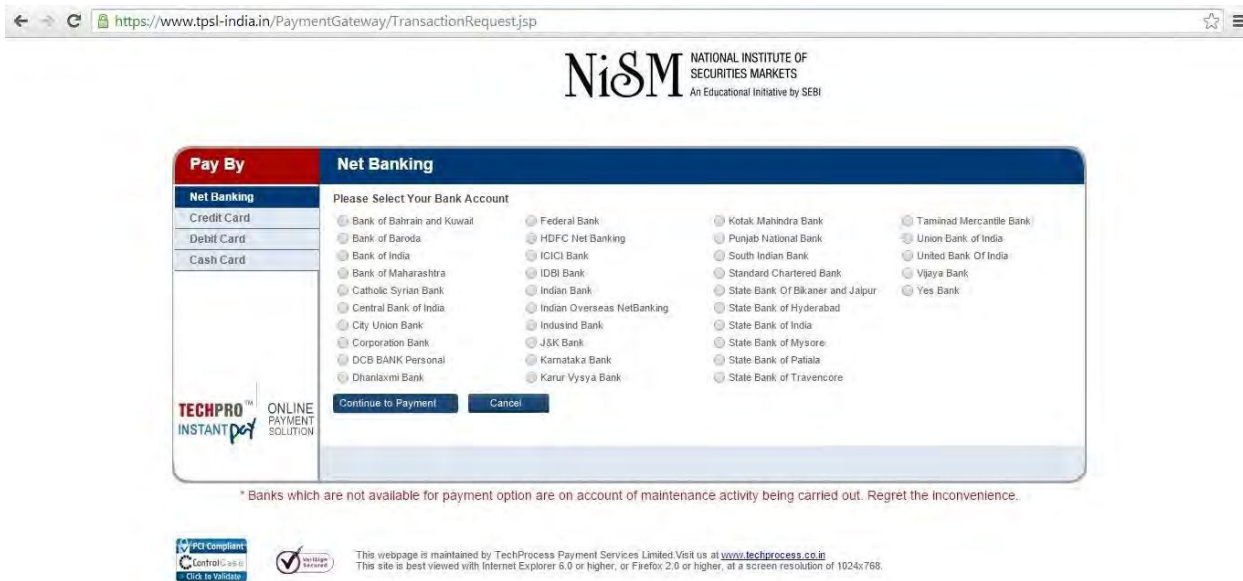 https://www.tpsl-india.in/PaymentGateway/TransactionRequest.jsp
NiSM
NATIONAL INSTITUTE OF
SECURITIES MARKETS
An Educational Initiative by SEBI
Pay By
Net Banking
Credit Card
Debit Card
Cash Card
TECHPRO™
INSTANT pay
ONLINE
PAYMENT
SOLUTION
Net Banking
Please Select Your Bank Account
Bank of Bahrain and Kuwait
Bank of Baroda
Bank of India
Bank of Maharashtra
Catholic Syrian Bank
Central Bank of India
City Union Bank
Corporation Bank
DCB BANK Personal
Dhanlaxmi Bank
Federal Bank
HDFC Net Banking
ICICI Bank
IDBI Bank
Indian Bank
Indian Overseas NetBanking
Indusind Bank
J&K Bank
Karnataka Bank
Karur Vysya Bank
Kotak Mahindra Bank
Punjab National Bank
South Indian Bank
Standard Chartered Bank
State Bank Of Bikaner and Jaipur
State Bank of Hyderabad
State Bank of India
State Bank of Mysore
State Bank of Patiala
State Bank of Travencore
Tamilnad Mercantile Bank
Union Bank of India
United Bank Of India
Vijaya Bank
Yes Bank
Continue to Payment
Cancel
* Banks which are not available for payment option are on account of maintenance activity being carried out. Regret the inconvenience.
PCI Compliant
ControlCase
Click to Validate
VeriSign
Secured
This webpage is maintained by TechProcess Payment Services Limited.Visit us at www.techprocess.co.in
This site is best viewed with Internet Explorer 6.0 or higher, or Firefox 2.0 or higher, at a screen resolution of 1024x768.